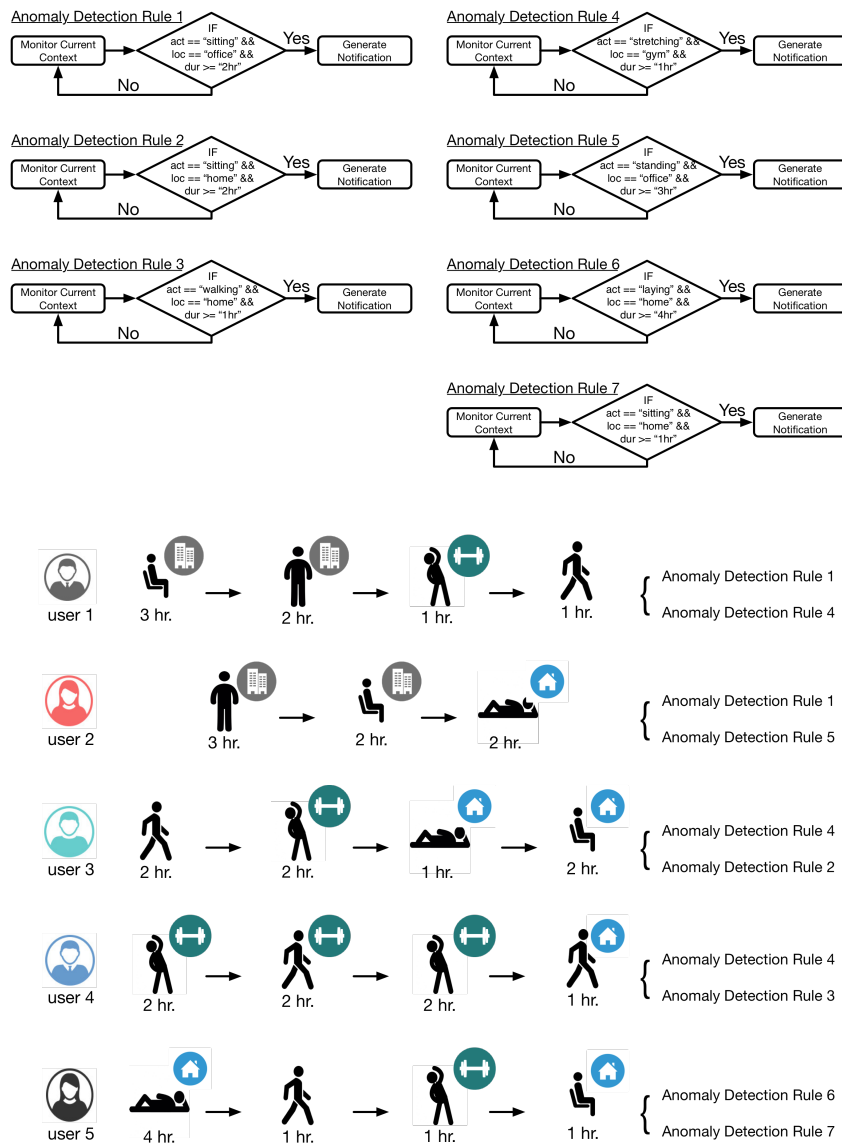 Anomaly Detection Rule 1
Monitor Current
Context
IF
act == “sitting” &&
loc == “office” &&
dur >= “2hr”
Yes
Generate
Notification
No
Anomaly Detection Rule 4
Monitor Current
Context
IF
act == “stretching” &&
loc == “gym” &&
dur >= “1hr”
Yes
Generate
Notification
No
Anomaly Detection Rule 2
Monitor Current
Context
IF
act == “sitting” &&
loc == “home” &&
dur >= “2hr”
Yes
Generate
Notification
No
Anomaly Detection Rule 5
Monitor Current
Context
IF
act == “standing” &&
loc == “office” &&
dur >= “3hr”
Yes
Generate
Notification
No
Anomaly Detection Rule 3
Monitor Current
Context
IF
act == “walking” &&
loc == “home” &&
dur >= “1hr”
Yes
Generate
Notification
No
Anomaly Detection Rule 6
Monitor Current
Context
IF
act == “laying” &&
loc == “home” &&
dur >= “4hr”
Yes
Generate
Notification
No
Anomaly Detection Rule 7
Monitor Current
Context
IF
act == “sitting” &&
loc == “home” &&
dur >= “1hr”
Yes
Generate
Notification
No
user 1
3 hr.
2 hr.
1 hr.
1 hr.
{
Anomaly Detection Rule 1
Anomaly Detection Rule 4
user 2
3 hr.
2 hr.
2 hr.
{
Anomaly Detection Rule 1
Anomaly Detection Rule 5
user 3
2 hr.
2 hr.
1 hr.
2 hr.
{
Anomaly Detection Rule 4
Anomaly Detection Rule 2
user 4
2 hr.
2 hr.
2 hr.
1 hr.
{
Anomaly Detection Rule 4
Anomaly Detection Rule 3
user 5
4 hr.
1 hr.
1 hr.
1 hr.
{
Anomaly Detection Rule 6
Anomaly Detection Rule 7